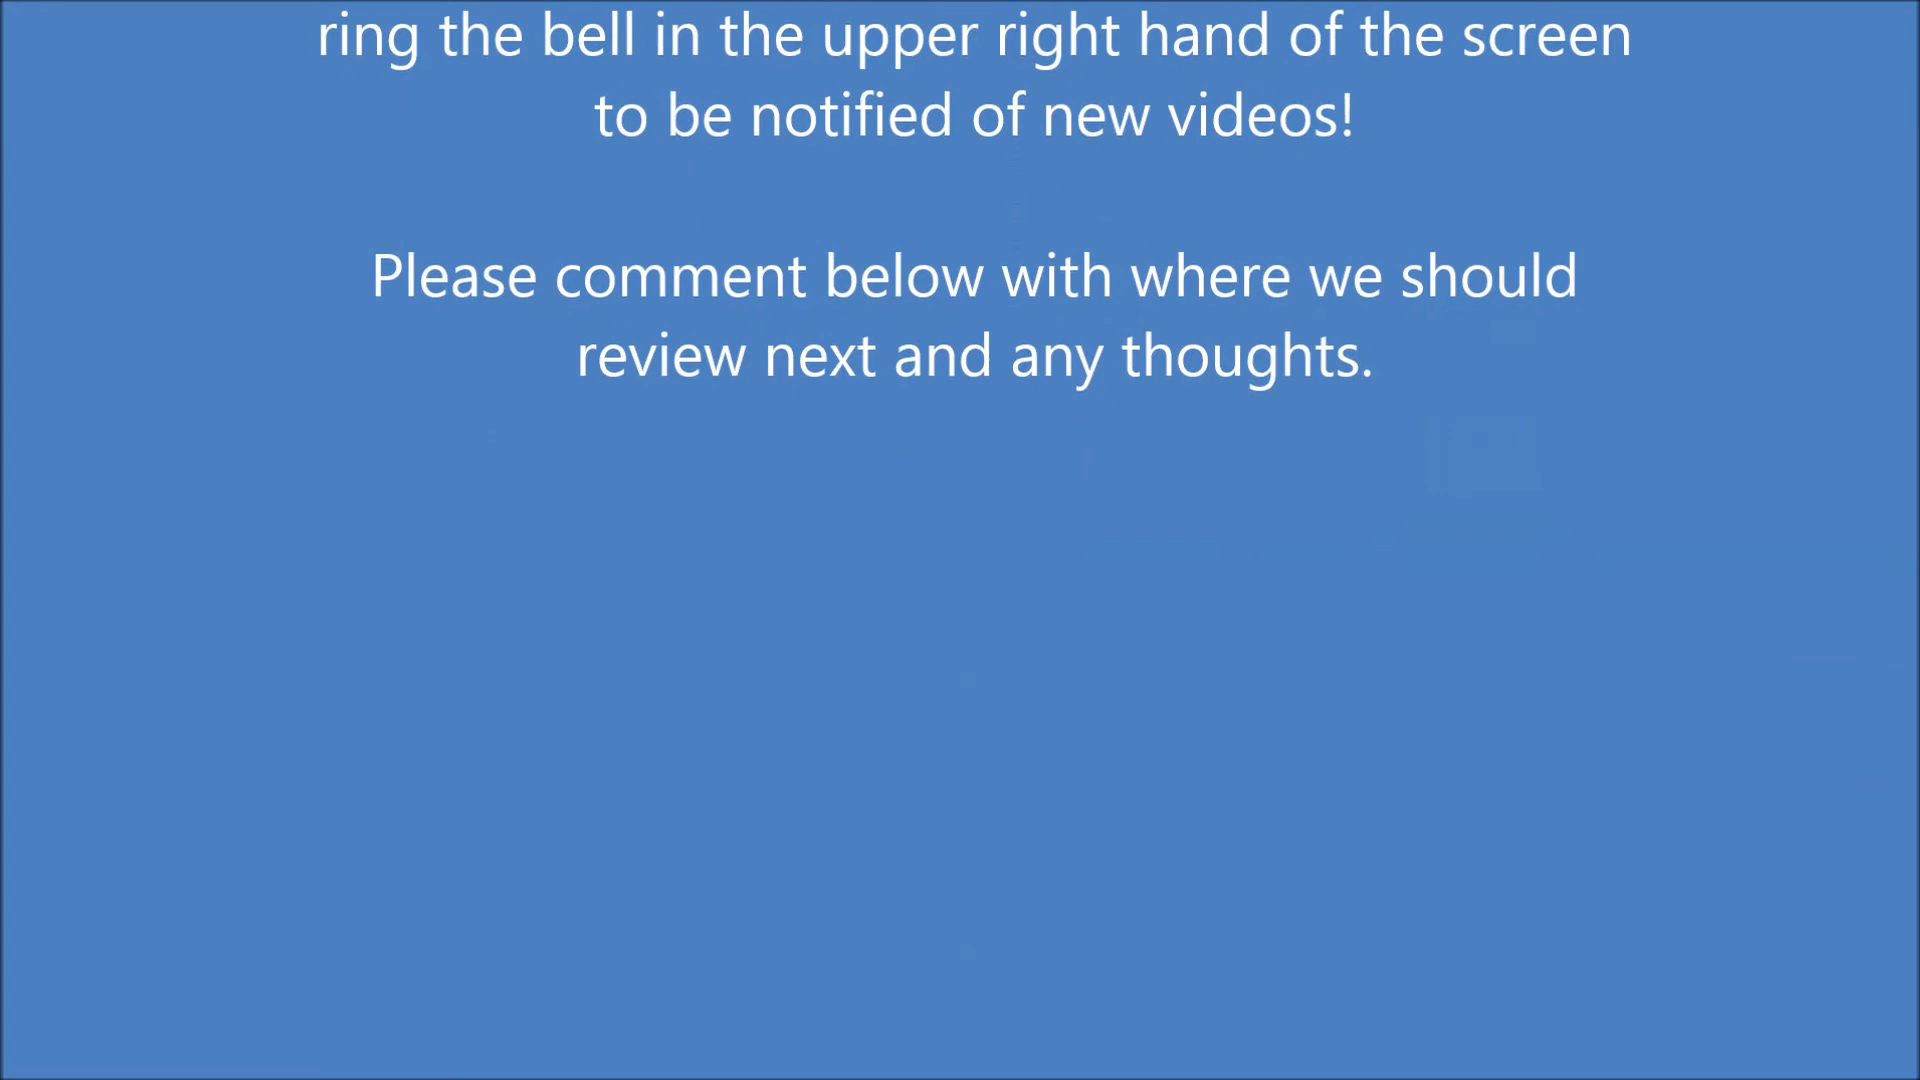 ring the bell in the upper right hand of the screen
to be notified of new videos!
Please comment below with where we should
review next and any thoughts.